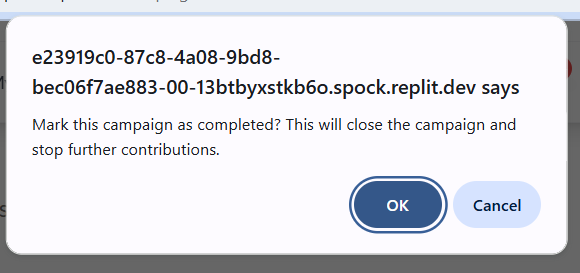 e23919c0-87c8-4a08-9bd8-
bec06f7ae883-00-13btbyxstkb6o.spock.replit.dev says
Mark this campaign as completed? This will close the campaign and
stop further contributions.
OK
Cancel